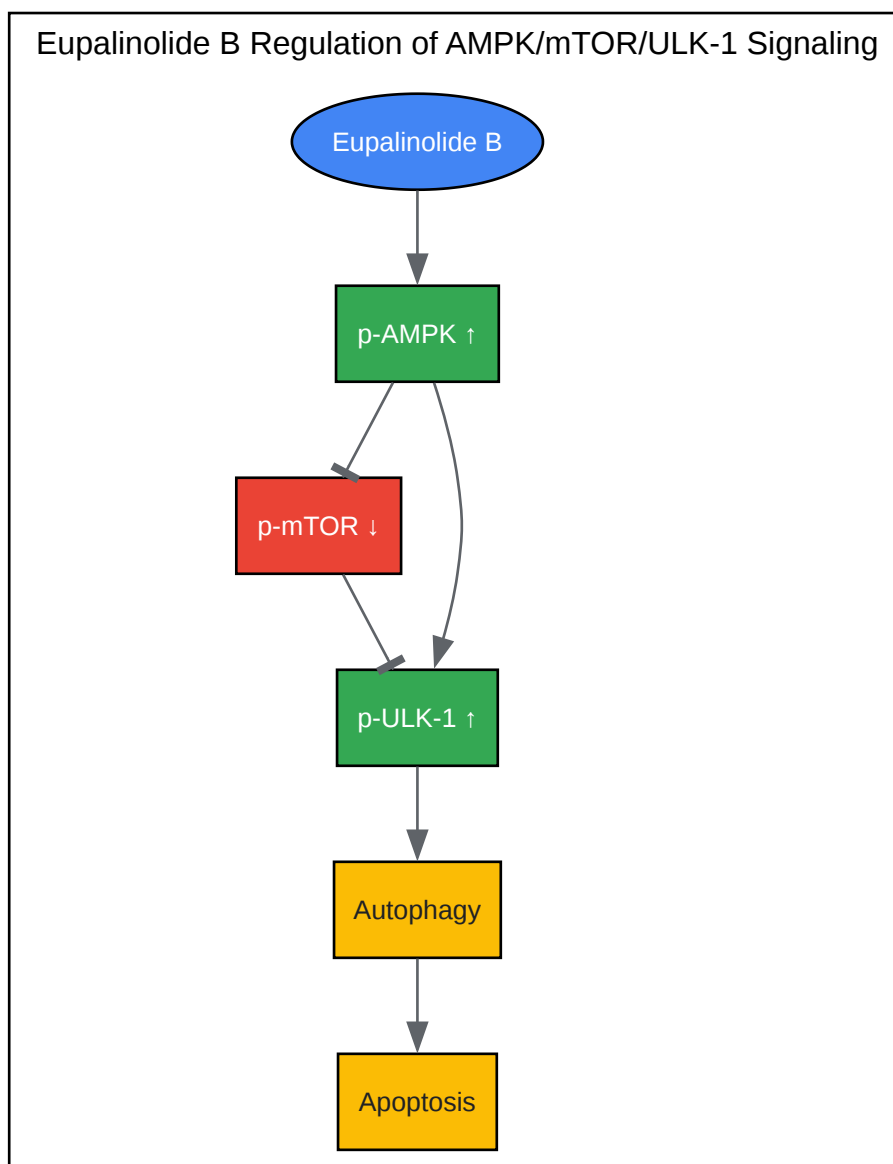 Eupalinolide B Regulation of AMPK/mTOR/ULK-1 Signaling
Eupalinolide B
p-AMPK ↑
p-mTOR ↓
p-ULK-1 ↑
Autophagy
Apoptosis